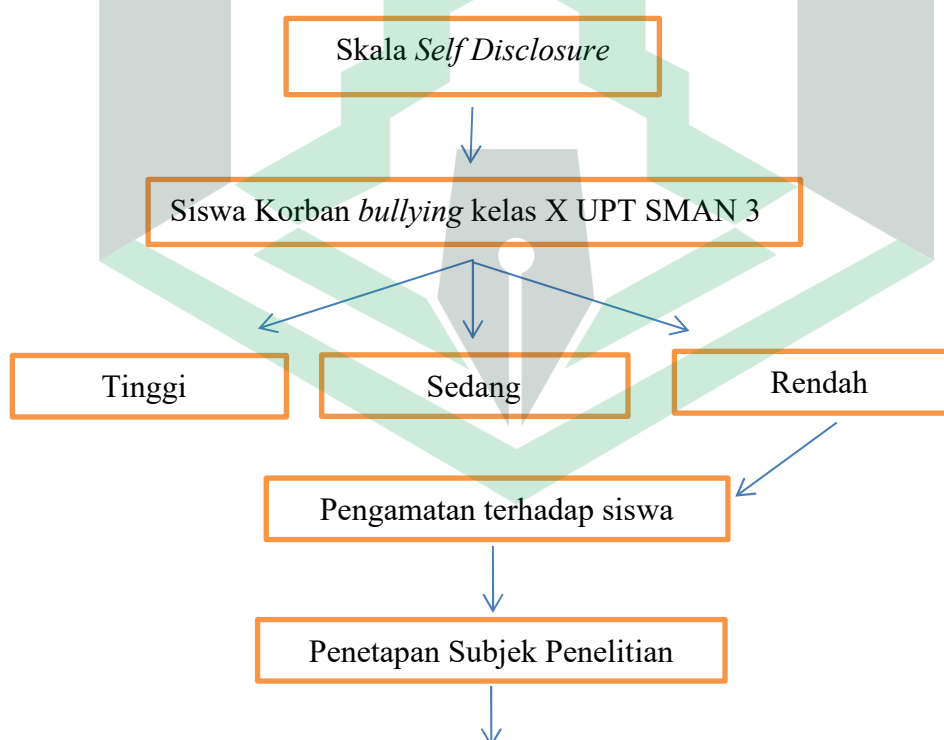 Skala Self Disclosure
Siswa Korban bullying kelas X UPT SMAN 3
Tinggi
Sedang
Rendah
Pengamatan terhadap siswa
Penetapan Subjek Penelitian